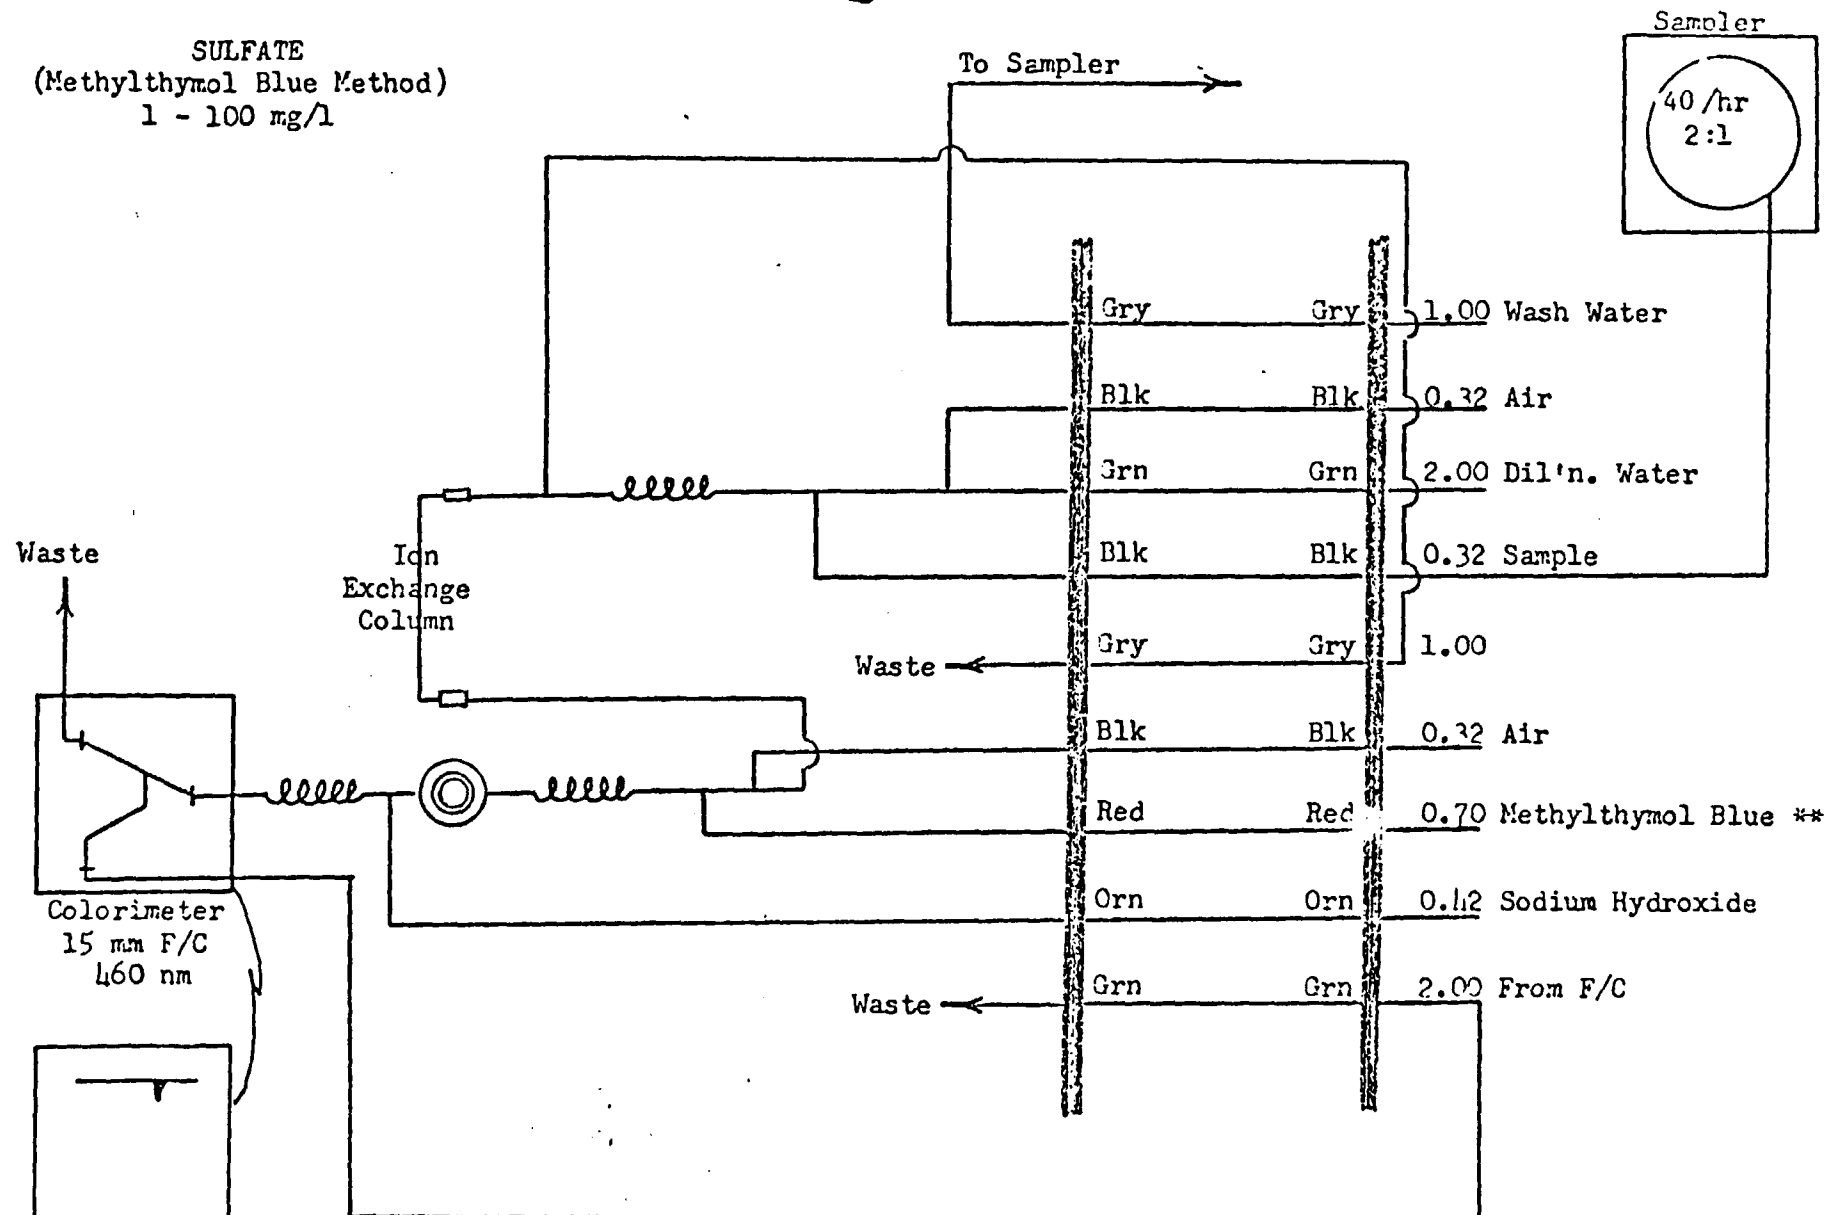 SULFATE
(Methylthymol Blue Method)
1 - 100 mg/l
To Sampler
Sampler
40/hr
2:1
Gry Gry 1.00 Wash Water
Blk Blk 0.32 Air
Grn Grn 2.00 Dil'n. Water
Blk Blk 0.32 Sample
Waste
Ion
Exchange
Column
Waste Gry Gry 1.00
Blk Blk 0.32 Air
Red Red 0.70 Methylthymol Blue **
Orn Orn 0.42 Sodium Hydroxide
Colorimeter
15 mm F/C
460 nm
Waste Grn Grn 2.00 From F/C